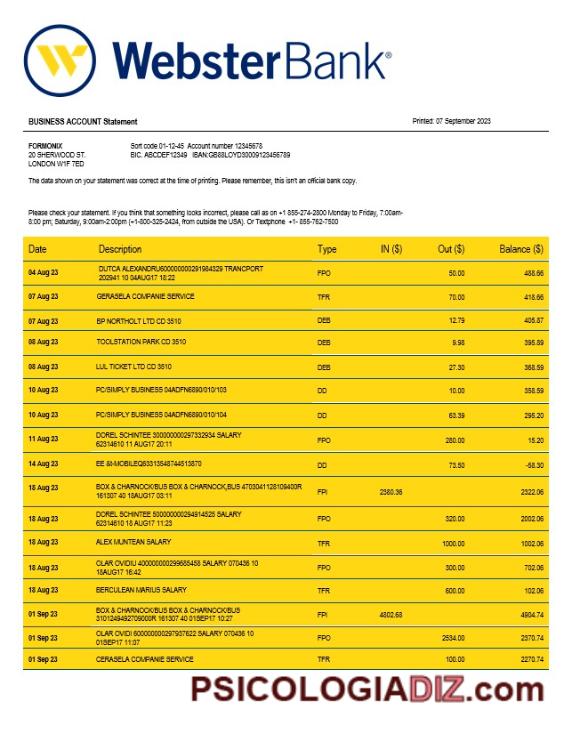 WebsterBank®
BUSINESS ACCOUNT Statement Printed: 07 September 2023
FORMONIX Sort code:01-12-45 Account number 12345678
20 SHERWOOD ST. BIC. ABCDEF12349 IBAN:GB88LOYD30009123456789
LONDON W1F 7ED
The data shown on your statement was correct at the time of printing. Please remember, this isn't an official bank copy.
Please check your statement. If you think that something looks incorrect, please call as on +1 855-274-2800 Monday to Friday, 7:00am-
8:00 pm; Saturday, 9:00am-2:00pm (+1-800-325-2424, from outside the USA). Or Textphone +1- 855-762-7500
Date Description Type IN ($) Out ($) Balance ($)
04 Aug 23 DUTCA ALEXANDRU600000000291984329 TRANCPORT FPO 50.00 488.66
202941 10 04AUG17 18:22
07 Aug 23 GERASELA COMPANIE SERVICE TFR 70.00 418.66
07 Aug 23 BP NORTHOLT LTD CD 3510 DEB 12.79 405.87
08 Aug 23 TOOLSTATION PARK CD 3510 DEB 9.98 395.89
08 Aug 23 LUL TICKET LTD CD 3510 DEB 27.30 368.59
10 Aug 23 PC/SIMPLY BUSINESS 04ADFN6890/010/103 DD 10.00 358.59
10 Aug 23 PC/SIMPLY BUSINESS 04ADFN6890/010/104 DD 63.39 295.20
11 Aug 23 DOREL SCHINTEE 300000000297332934 SALARY FPO 280.00 15.20
62314610 11 AUG17 20:11
14 Aug 23 EE &t-MOBILEQ63313548744513870 DD 73.50 -58.30
18 Aug 23 BOX & CHARNOCK/BUS BOX & CHARNOCK,BUS 4703041128109400R FPI 2380.36 2322.06
161307 40 18AUG17 03:11
18 Aug 23 DOREL SCHINTEE 500000000294914525 SALARY FPO 320.00 2002.06
62314610 18 AUG17 11:23
18 Aug 23 ALEX MUNTEAN SALARY TFR 1000.00 1002.06
18 Aug 23 CLAR OVIDIU 400000000299685458 SALARY 070436 10 FPO 300.00 702.06
18AUG17 16:42
18 Aug 23 BERCULEAN MARIUS SALARY TFR 600.00 102.06
01 Sep 23 BOX & CHARNOCK/BUS BOX & CHARNOCK/BUS FPI 4802.68 4904.74
3101249492709000R 161307 40 01SEP17 10:27
01 Sep 23 CLAR OVIDI 600000000297937622 SALARY 070436 10 FPO 2534.00 2370.74
01SEP17 11:07
01 Sep 23 CERASELA COMPANIE SERVICE TFR 100.00 2270.74
PSICOLOGIADIZ.com